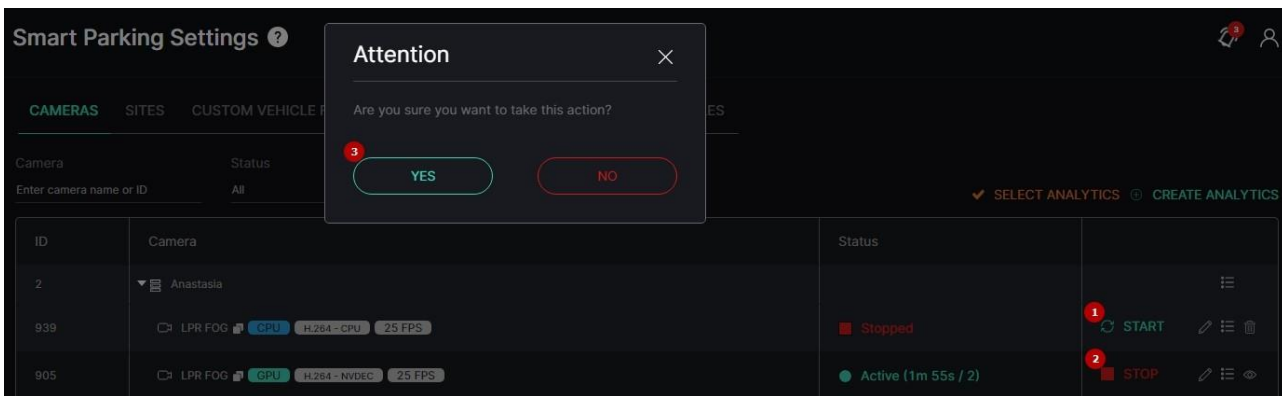 Smart Parking Settings ?
3
Attention
CAMERAS SITES CUSTOM VEHICLE
Are you sure you want to take this action?
ES
Camera Status
Enter camera name or ID All
3
YES NO
SELECT ANALYTICS CREATE ANALYTICS
ID Camera Status
2 Anastasia
939 LPR FOG CPU H.264 - CPU 25 FPS Stopped 1 START
905 LPR FOG GPU H.264 - NVDEC 25 FPS Active (1m 55s / 2) 2 STOP